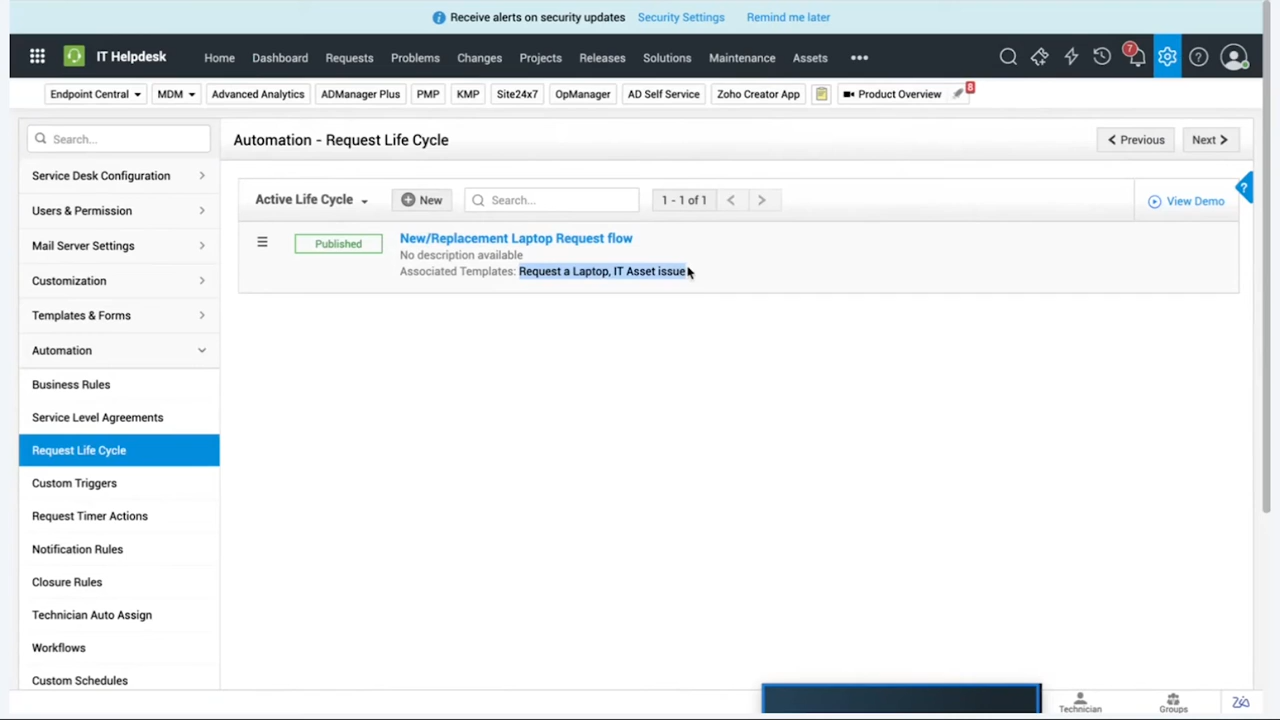 Receive alerts on security updates Security Settings Remind me later
IT Helpdesk Home Dashboard Requests Problems Changes Projects Releases Solutions Maintenance Assets ••• 7
Endpoint Central MDM Advanced Analytics ADManager Plus PMP KMP Site24x7 OpManager AD Self Service Zoho Creator App Product Overview 8
Search...
Automation - Request Life Cycle
Previous Next
Service Desk Configuration
Users & Permission
Mail Server Settings
Customization
Templates & Forms
Automation
Business Rules
Service Level Agreements
Request Life Cycle
Custom Triggers
Request Timer Actions
Notification Rules
Closure Rules
Technician Auto Assign
Workflows
Custom Schedules
Active Life Cycle New Search... 1 - 1 of 1 View Demo ?
Published
New/Replacement Laptop Request flow
No description available
Associated Templates: Request a Laptop, IT Asset issue
Technician Groups Zia